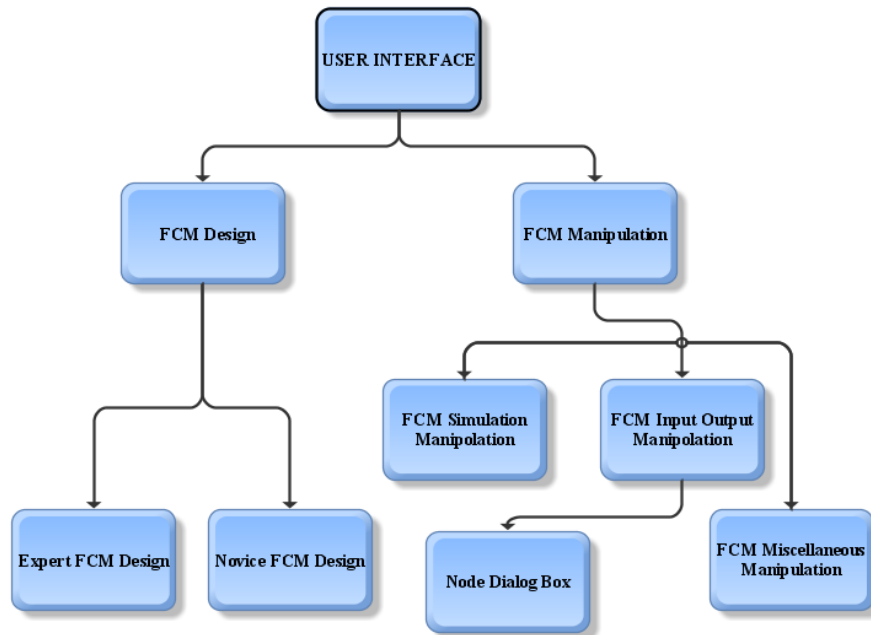 USER INTERFACE
FCM Design
FCM Manipulation
FCM Simulation
Manipolation
FCM Input Output
Manipolation
Expert FCM Design
Novice FCM Design
Node Dialog Box
FCM Miscellaneous
Manipulation